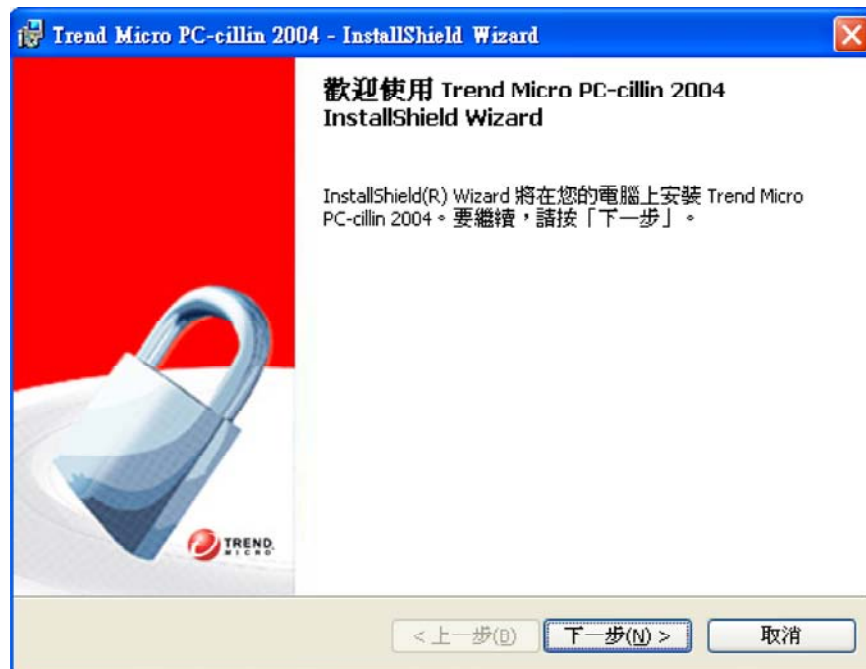 Trend Micro PC-cillin 2004 - InstallShield Wizard
歡迎使用 Trend Micro PC-cillin 2004
InstallShield Wizard
InstallShield(R) Wizard 將在您的電腦上安裝 Trend Micro
PC-cillin 2004。要繼續，請按「下一步」。
TREND
MICRO
< 上一步(B)
下一步(N) >
取消